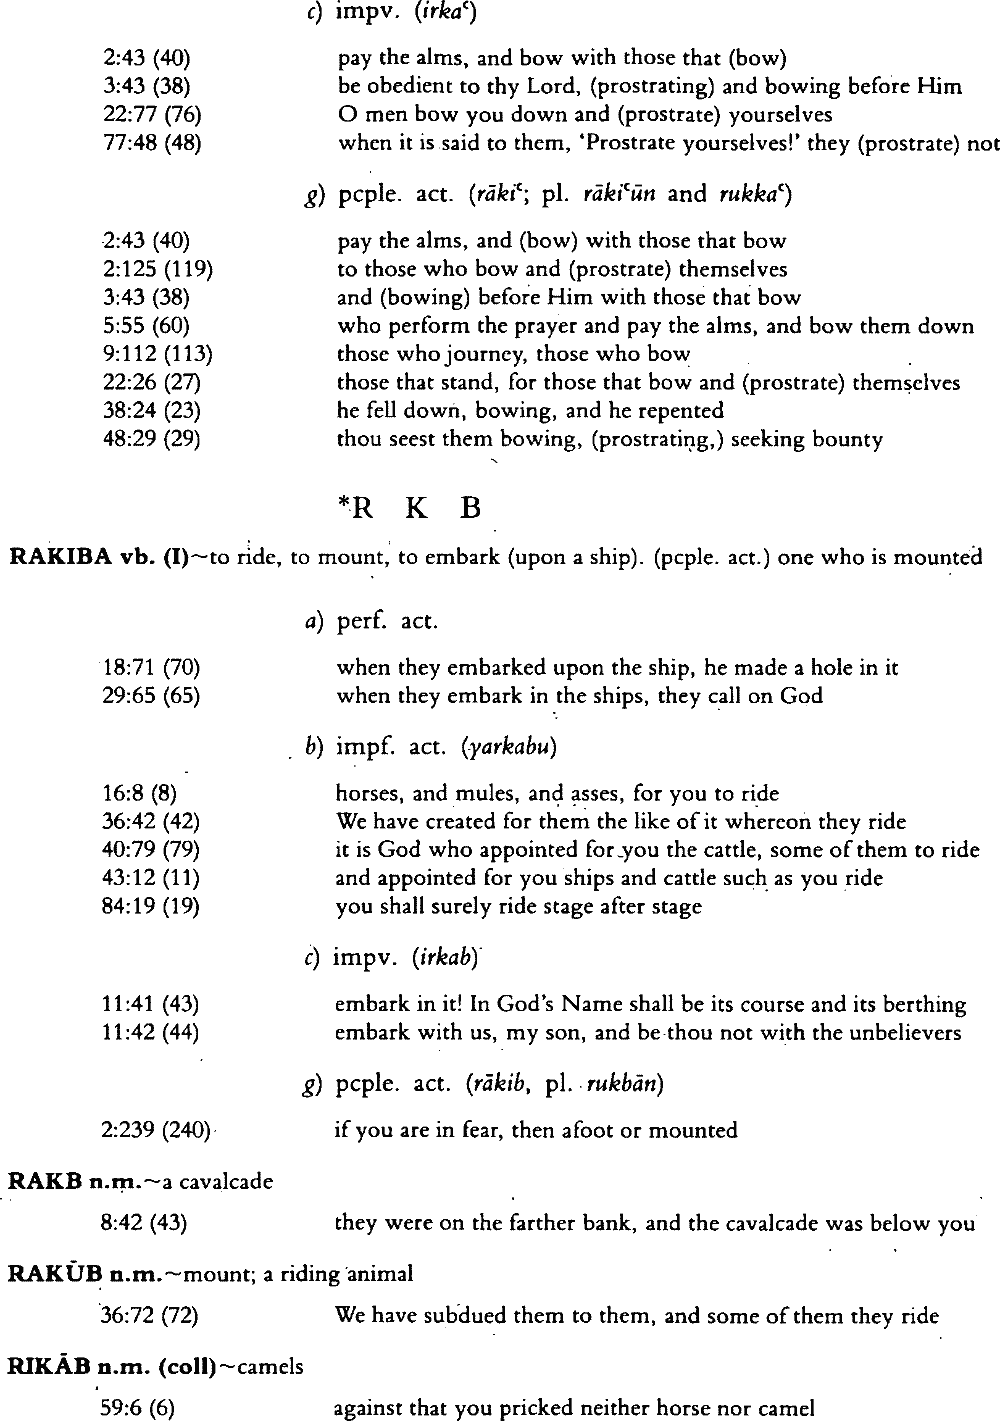 c) impv. (irkaʿ)
2:43 (40) pay the alms, and bow with those that (bow)
3:43 (38) be obedient to thy Lord, (prostrating) and bowing before Him
22:77 (76) O men bow you down and (prostrate) yourselves
77:48 (48) when it is said to them, 'Prostrate yourselves!' they (prostrate) not
g) pcple. act. (rākiʿ; pl. rākiʿūn and rukkaʿ)
2:43 (40) pay the alms, and (bow) with those that bow
2:125 (119) to those who bow and (prostrate) themselves
3:43 (38) and (bowing) before Him with those that bow
5:55 (60) who perform the prayer and pay the alms, and bow them down
9:112 (113) those who journey, those who bow
22:26 (27) those that stand, for those that bow and (prostrate) themselves
38:24 (23) he fell down, bowing, and he repented
48:29 (29) thou seest them bowing, (prostrating,) seeking bounty
*R K B
RAKIBA vb. (I)~to ride, to mount, to embark (upon a ship). (pcple. act.) one who is mounted
a) perf. act.
18:71 (70) when they embarked upon the ship, he made a hole in it
29:65 (65) when they embark in the ships, they call on God
b) impf. act. (yarkabu)
16:8 (8) horses, and mules, and asses, for you to ride
36:42 (42) We have created for them the like of it whereon they ride
40:79 (79) it is God who appointed for you the cattle, some of them to ride
43:12 (11) and appointed for you ships and cattle such as you ride
84:19 (19) you shall surely ride stage after stage
c) impv. (irkab)
11:41 (43) embark in it! In God's Name shall be its course and its berthing
11:42 (44) embark with us, my son, and be thou not with the unbelievers
g) pcple. act. (rākib, pl. rukbān)
2:239 (240) if you are in fear, then afoot or mounted
RAKB n.m.~a cavalcade
8:42 (43) they were on the farther bank, and the cavalcade was below you
RAKŪB n.m.~mount; a riding animal
36:72 (72) We have subdued them to them, and some of them they ride
RIKĀB n.m. (coll)~camels
59:6 (6) against that you pricked neither horse nor camel